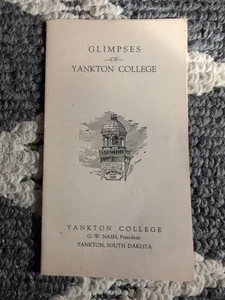 GLIMPSES
—OF—
YANKTON COLLEGE
YANKTON COLLEGE
G. W. NASH, President
YANKTON, SOUTH DAKOTA